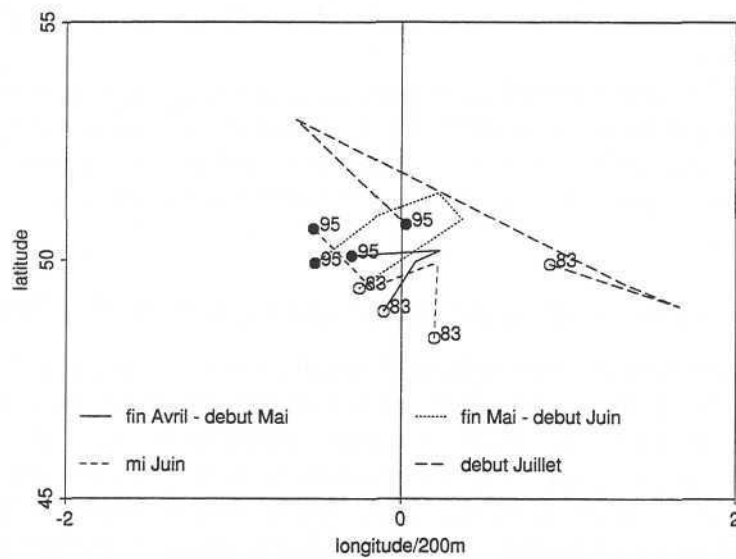 55
95
95
50
95
95
83
83
83
83
latitude
fin Avril - debut Mai
fin Mai - debut Juin
mi Juin
debut Juillet
45
-2
0
2
longitude/200m